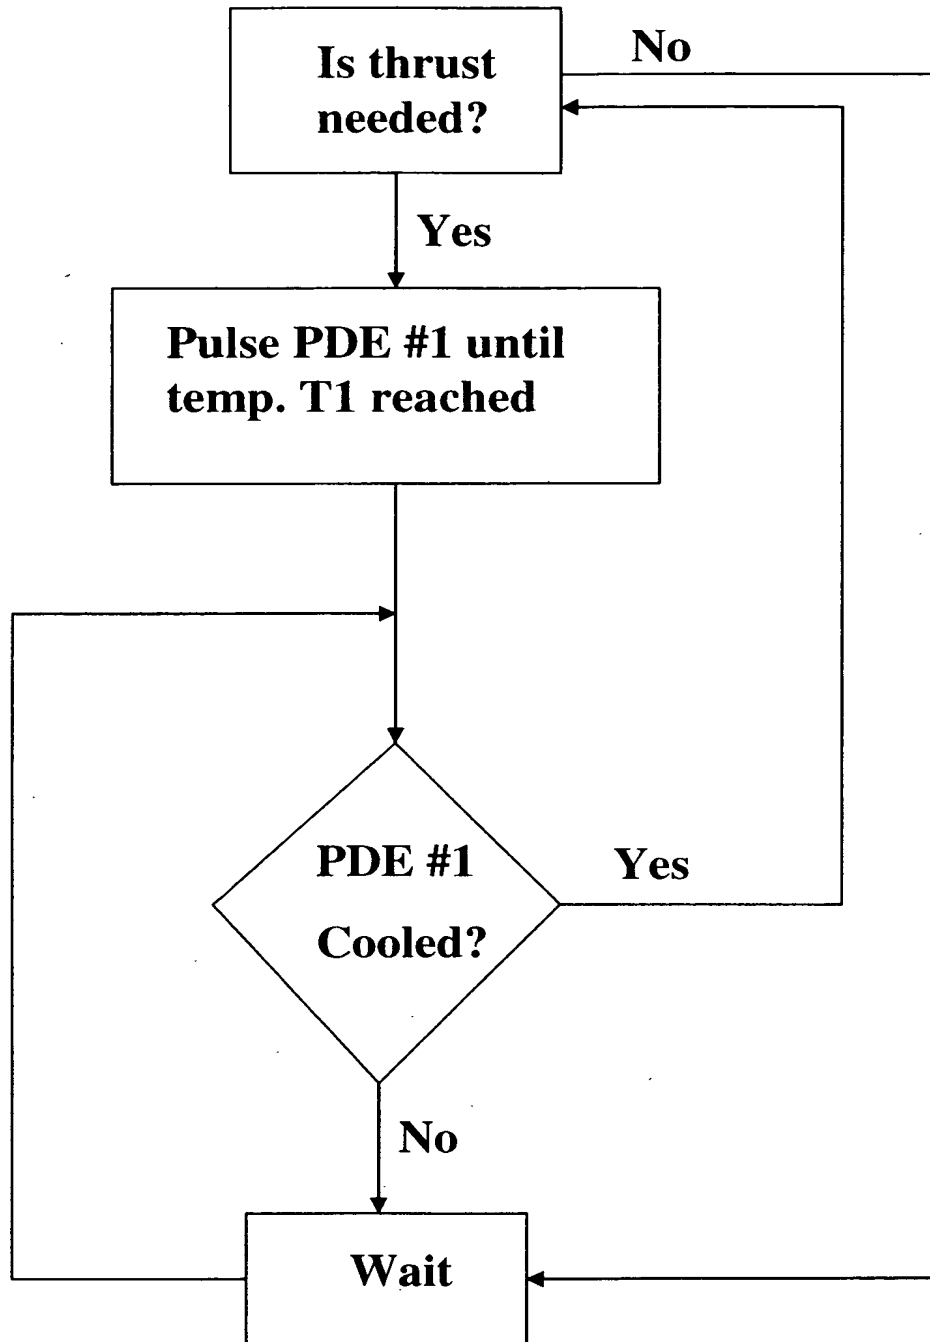 Is thrust
needed?
No
Yes
Pulse PDE #1 until
temp. T1 reached
PDE #1
Cooled?
Yes
No
Wait